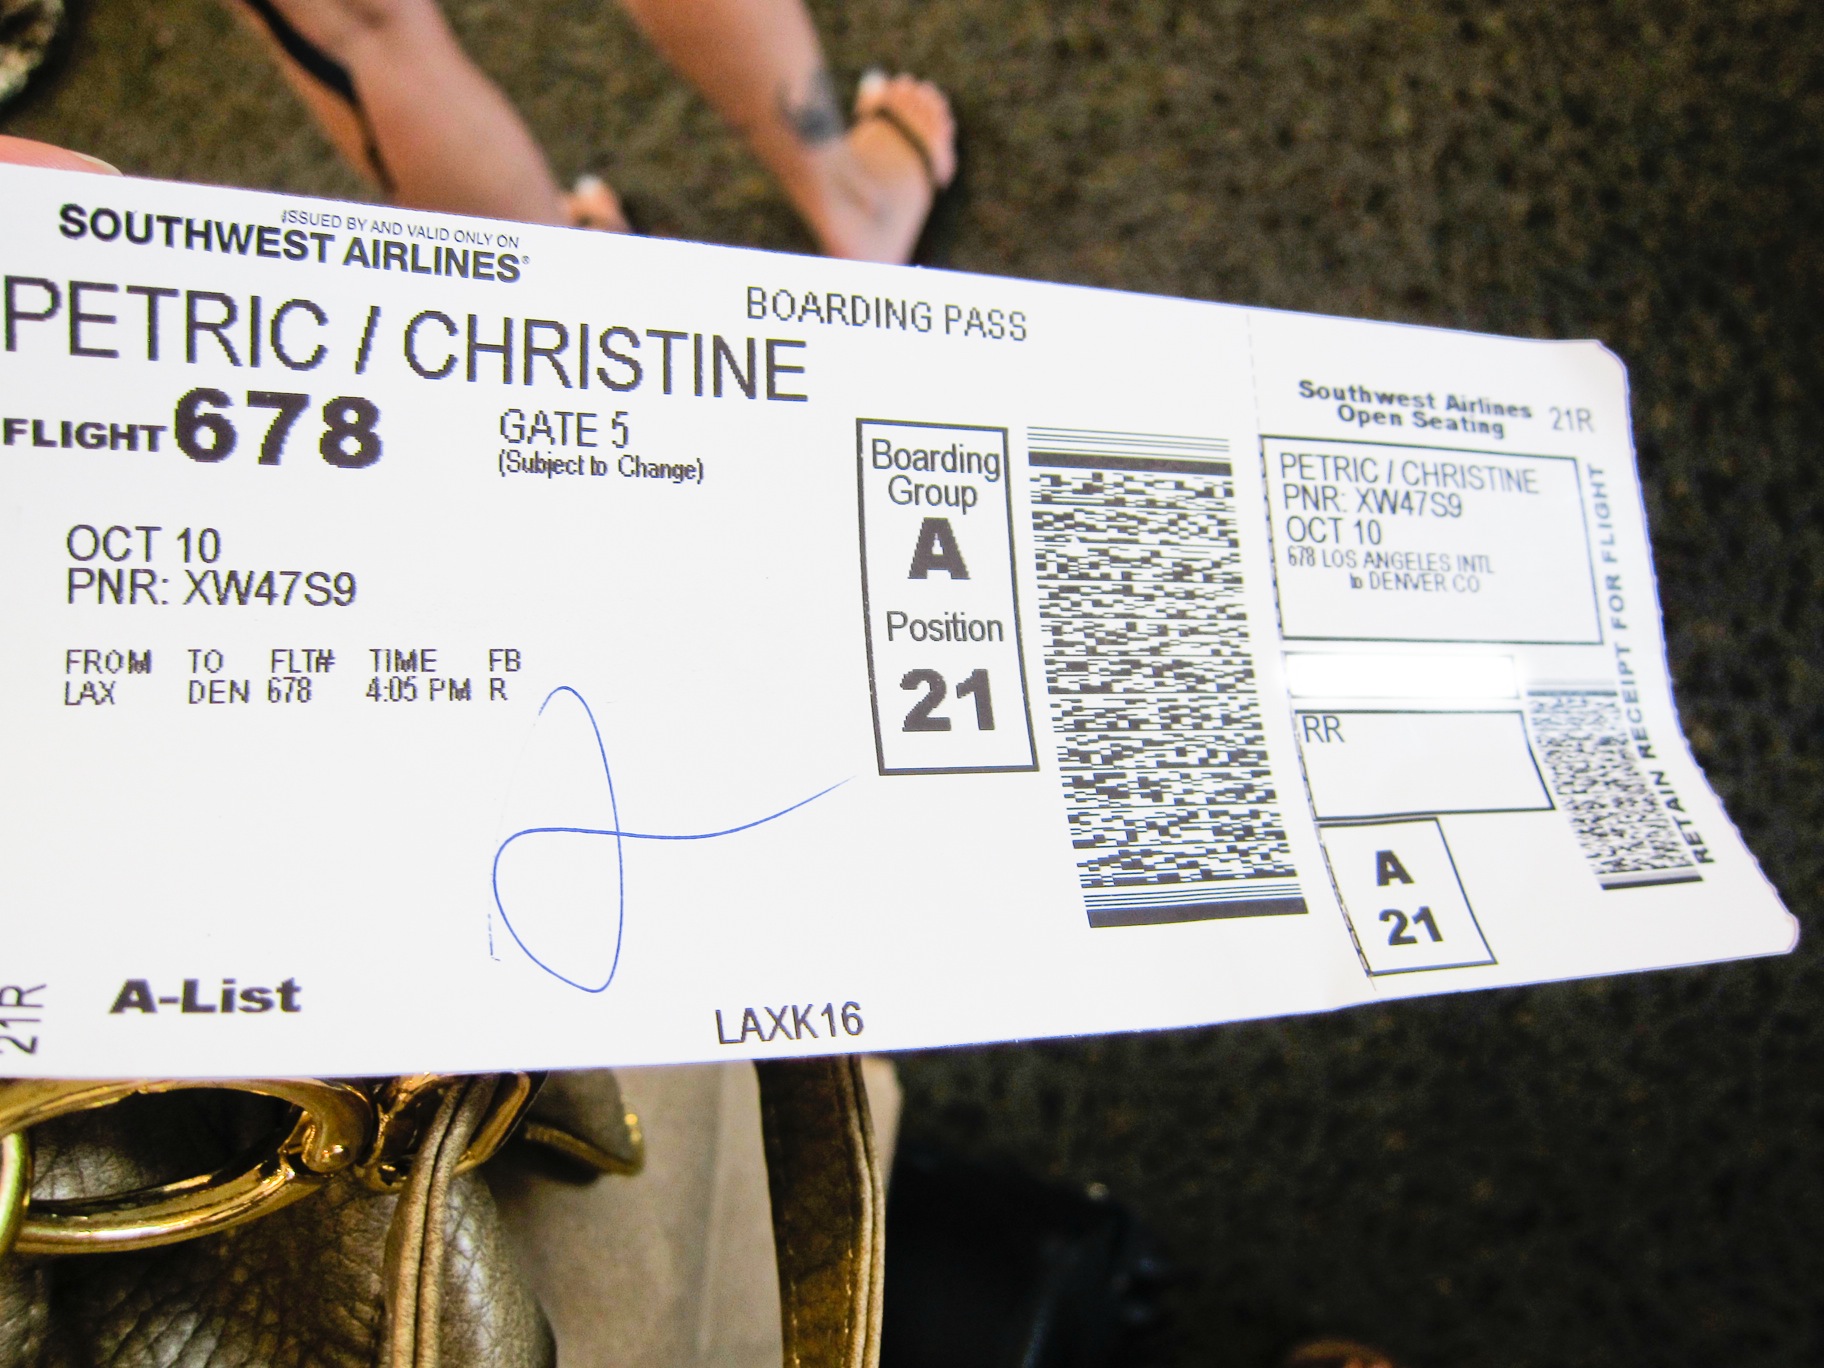 ISSUED BY AND VALID ONLY ON
SOUTHWEST AIRLINES®
BOARDING PASS
PETRIC / CHRISTINE
FLIGHT 678
GATE 5
(Subject to Change)
OCT 10
PNR: XW47S9
FROM TO FLT# TIME FB
LAX DEN 678 4:05 PM R
Boarding
Group
A
Position
21
21R
A-List
LAXK16
Southwest Airlines
Open Seating
21R
PETRIC / CHRISTINE
PNR: XW47S9
OCT 10
678 LOS ANGELES INTL
to DENVER CO
RR
A
21
RETAIN RECEIPT FOR FLIGHT